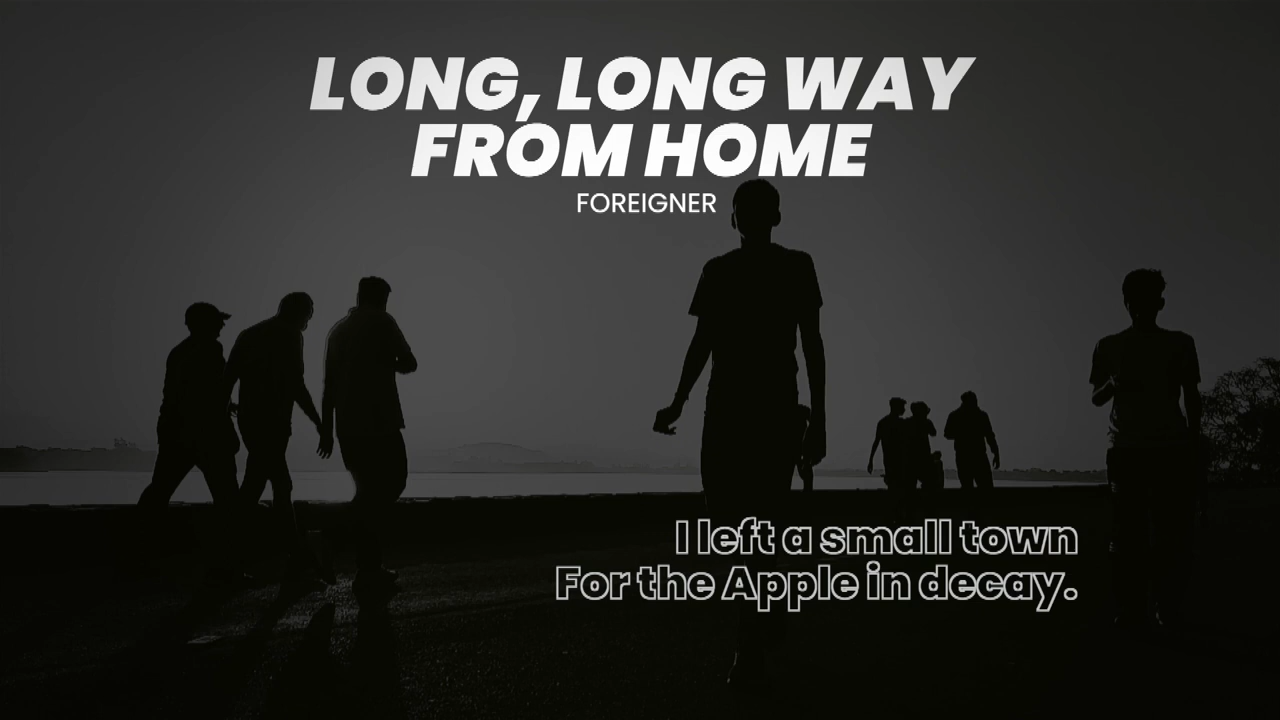 LONG, LONG WAY
FROM HOME
FOREIGNER
I left a small town
For the Apple in decay.